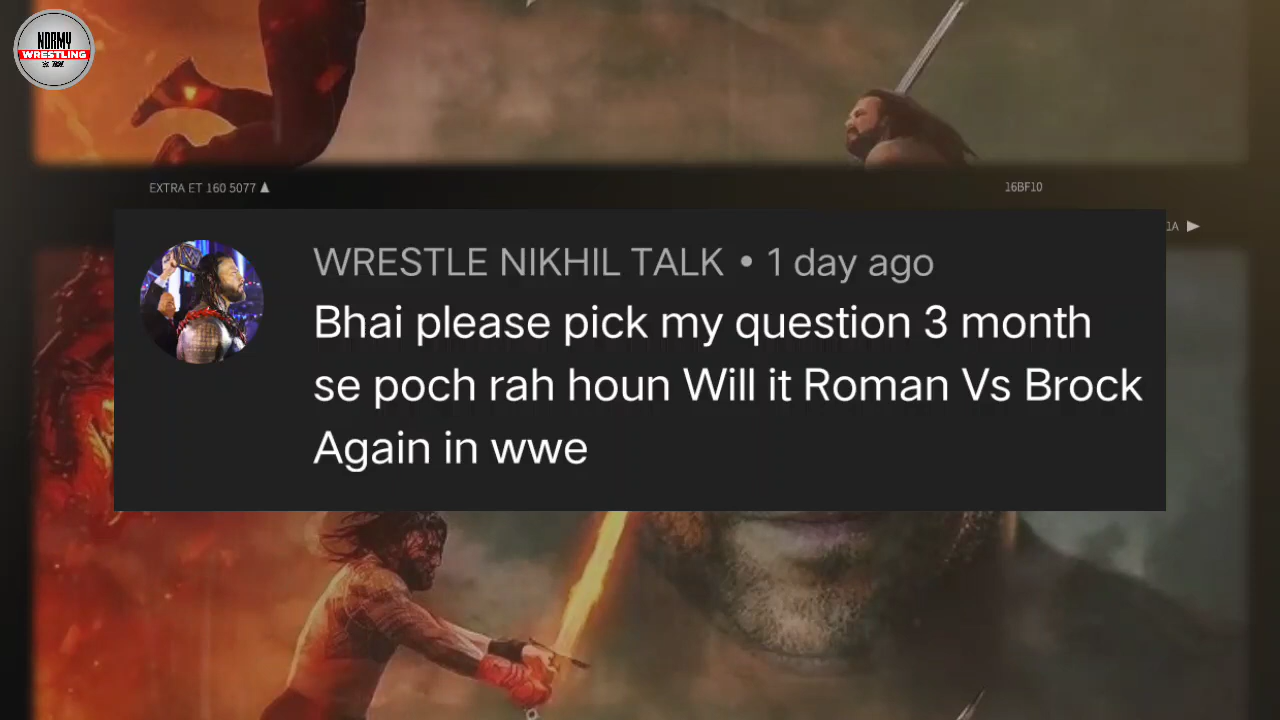 NORMY
WRESTLING
EXTRA ET 160 5077 ▲
16BF10
1A ▶
WRESTLE NIKHIL TALK • 1 day ago
Bhai please pick my question 3 month
se poch rah houn Will it Roman Vs Brock
Again in wwe